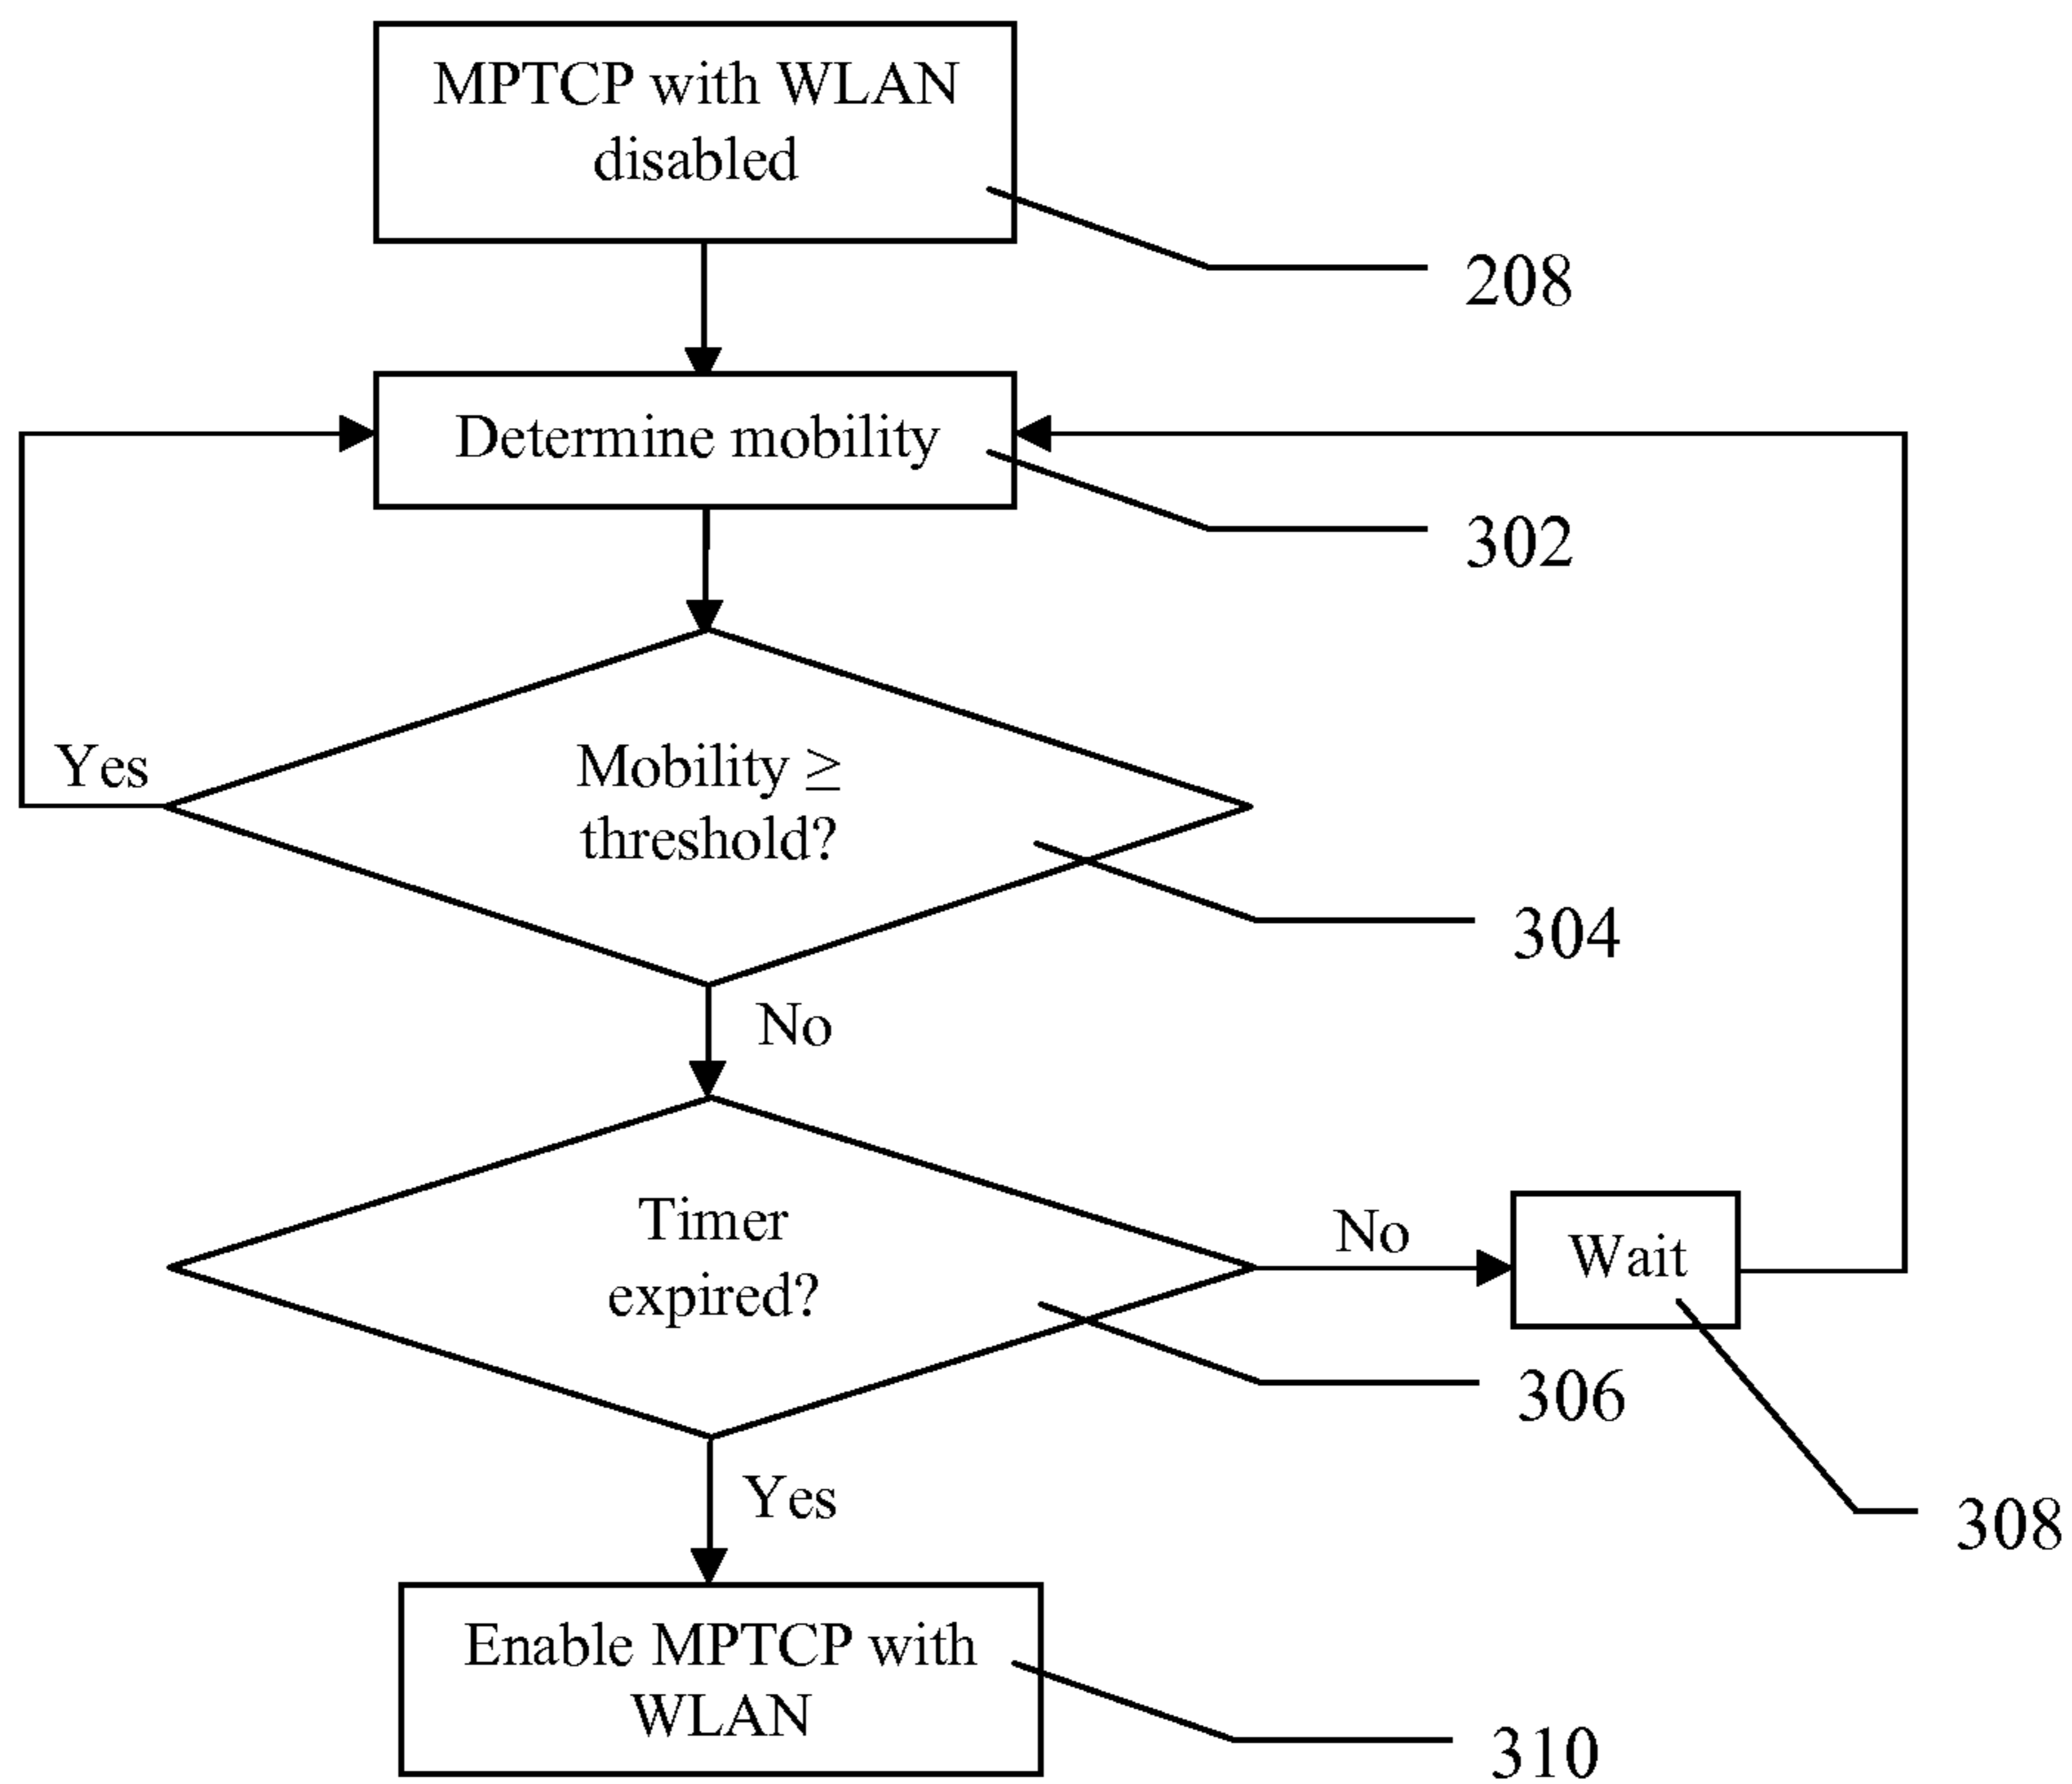 MPTCP with WLAN
disabled
208
Determine mobility
302
Yes
Mobility ≥
threshold?
304
No
Timer
expired?
No
Wait
306
308
Yes
Enable MPTCP with
WLAN
310